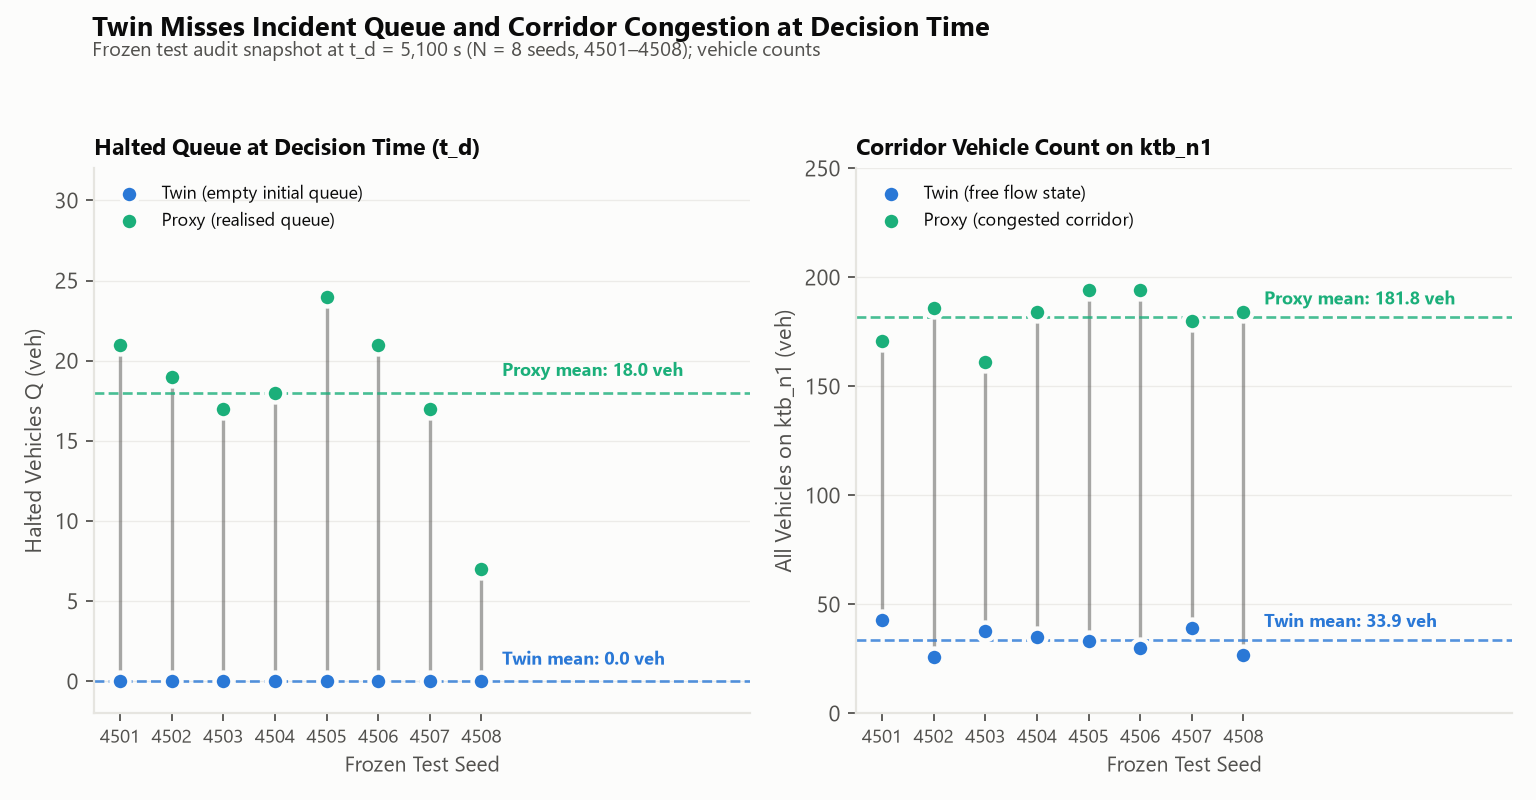 Twin Misses Incident Queue and Corridor Congestion at Decision Time
Frozen test audit snapshot at t_d = 5,100 s (N = 8 seeds, 4501–4508); vehicle counts
Halted Queue at Decision Time (t_d)
Twin (empty initial queue)
Proxy (realised queue)
Halted Vehicles Q (veh)
30
25
20
15
10
5
0
Proxy mean: 18.0 veh
Twin mean: 0.0 veh
4501 4502 4503 4504 4505 4506 4507 4508
Frozen Test Seed
Corridor Vehicle Count on ktb_n1
Twin (free flow state)
Proxy (congested corridor)
All Vehicles on ktb_n1 (veh)
250
200
150
100
50
0
Proxy mean: 181.8 veh
Twin mean: 33.9 veh
4501 4502 4503 4504 4505 4506 4507 4508
Frozen Test Seed